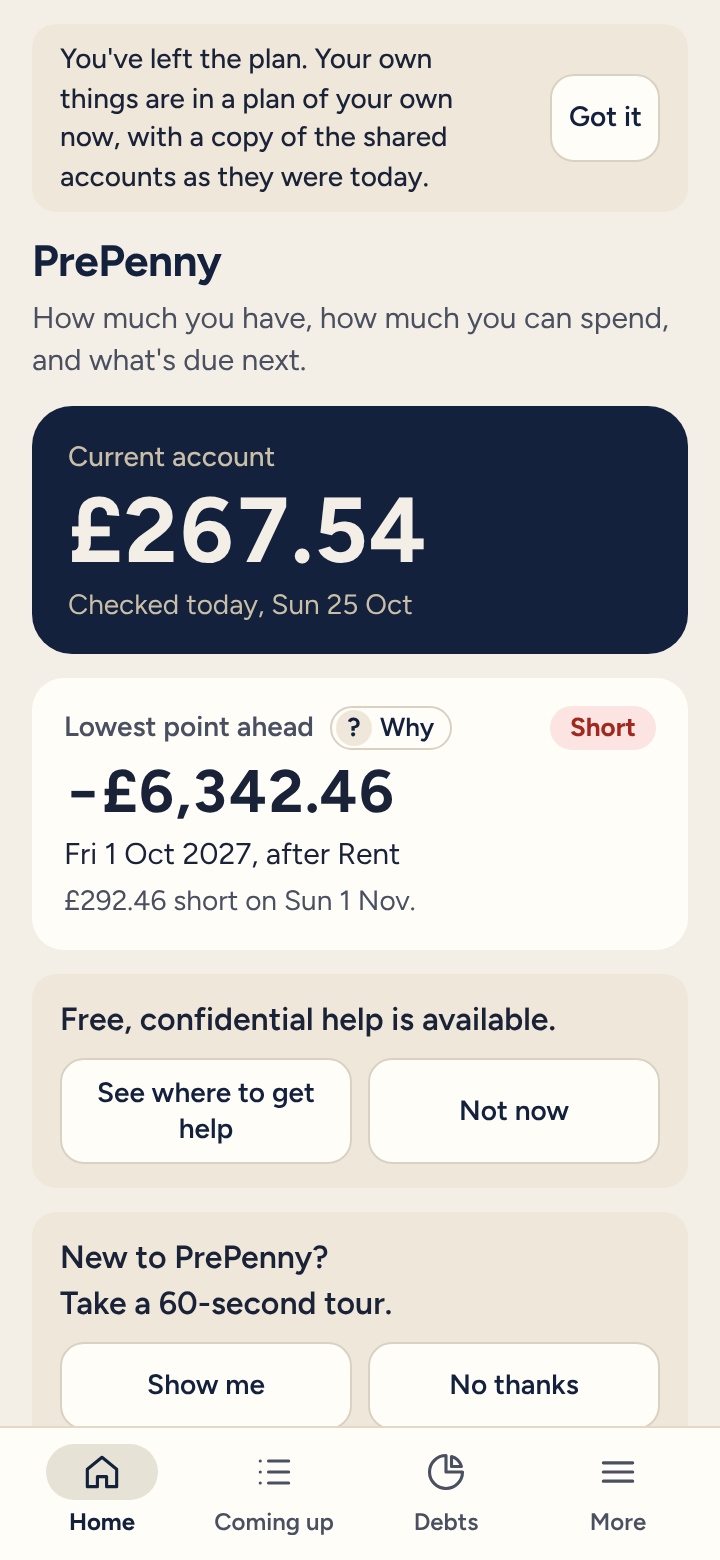 You've left the plan. Your own
things are in a plan of your own
now, with a copy of the shared
accounts as they were today.
Got it
PrePenny
How much you have, how much you can spend,
and what's due next.
Current account
£267.54
Checked today, Sun 25 Oct
Lowest point ahead
? Why
Short
−£6,342.46
Fri 1 Oct 2027, after Rent
£292.46 short on Sun 1 Nov.
Free, confidential help is available.
See where to get
help
Not now
New to PrePenny?
Take a 60-second tour.
Show me
No thanks
Home
Coming up
Debts
More